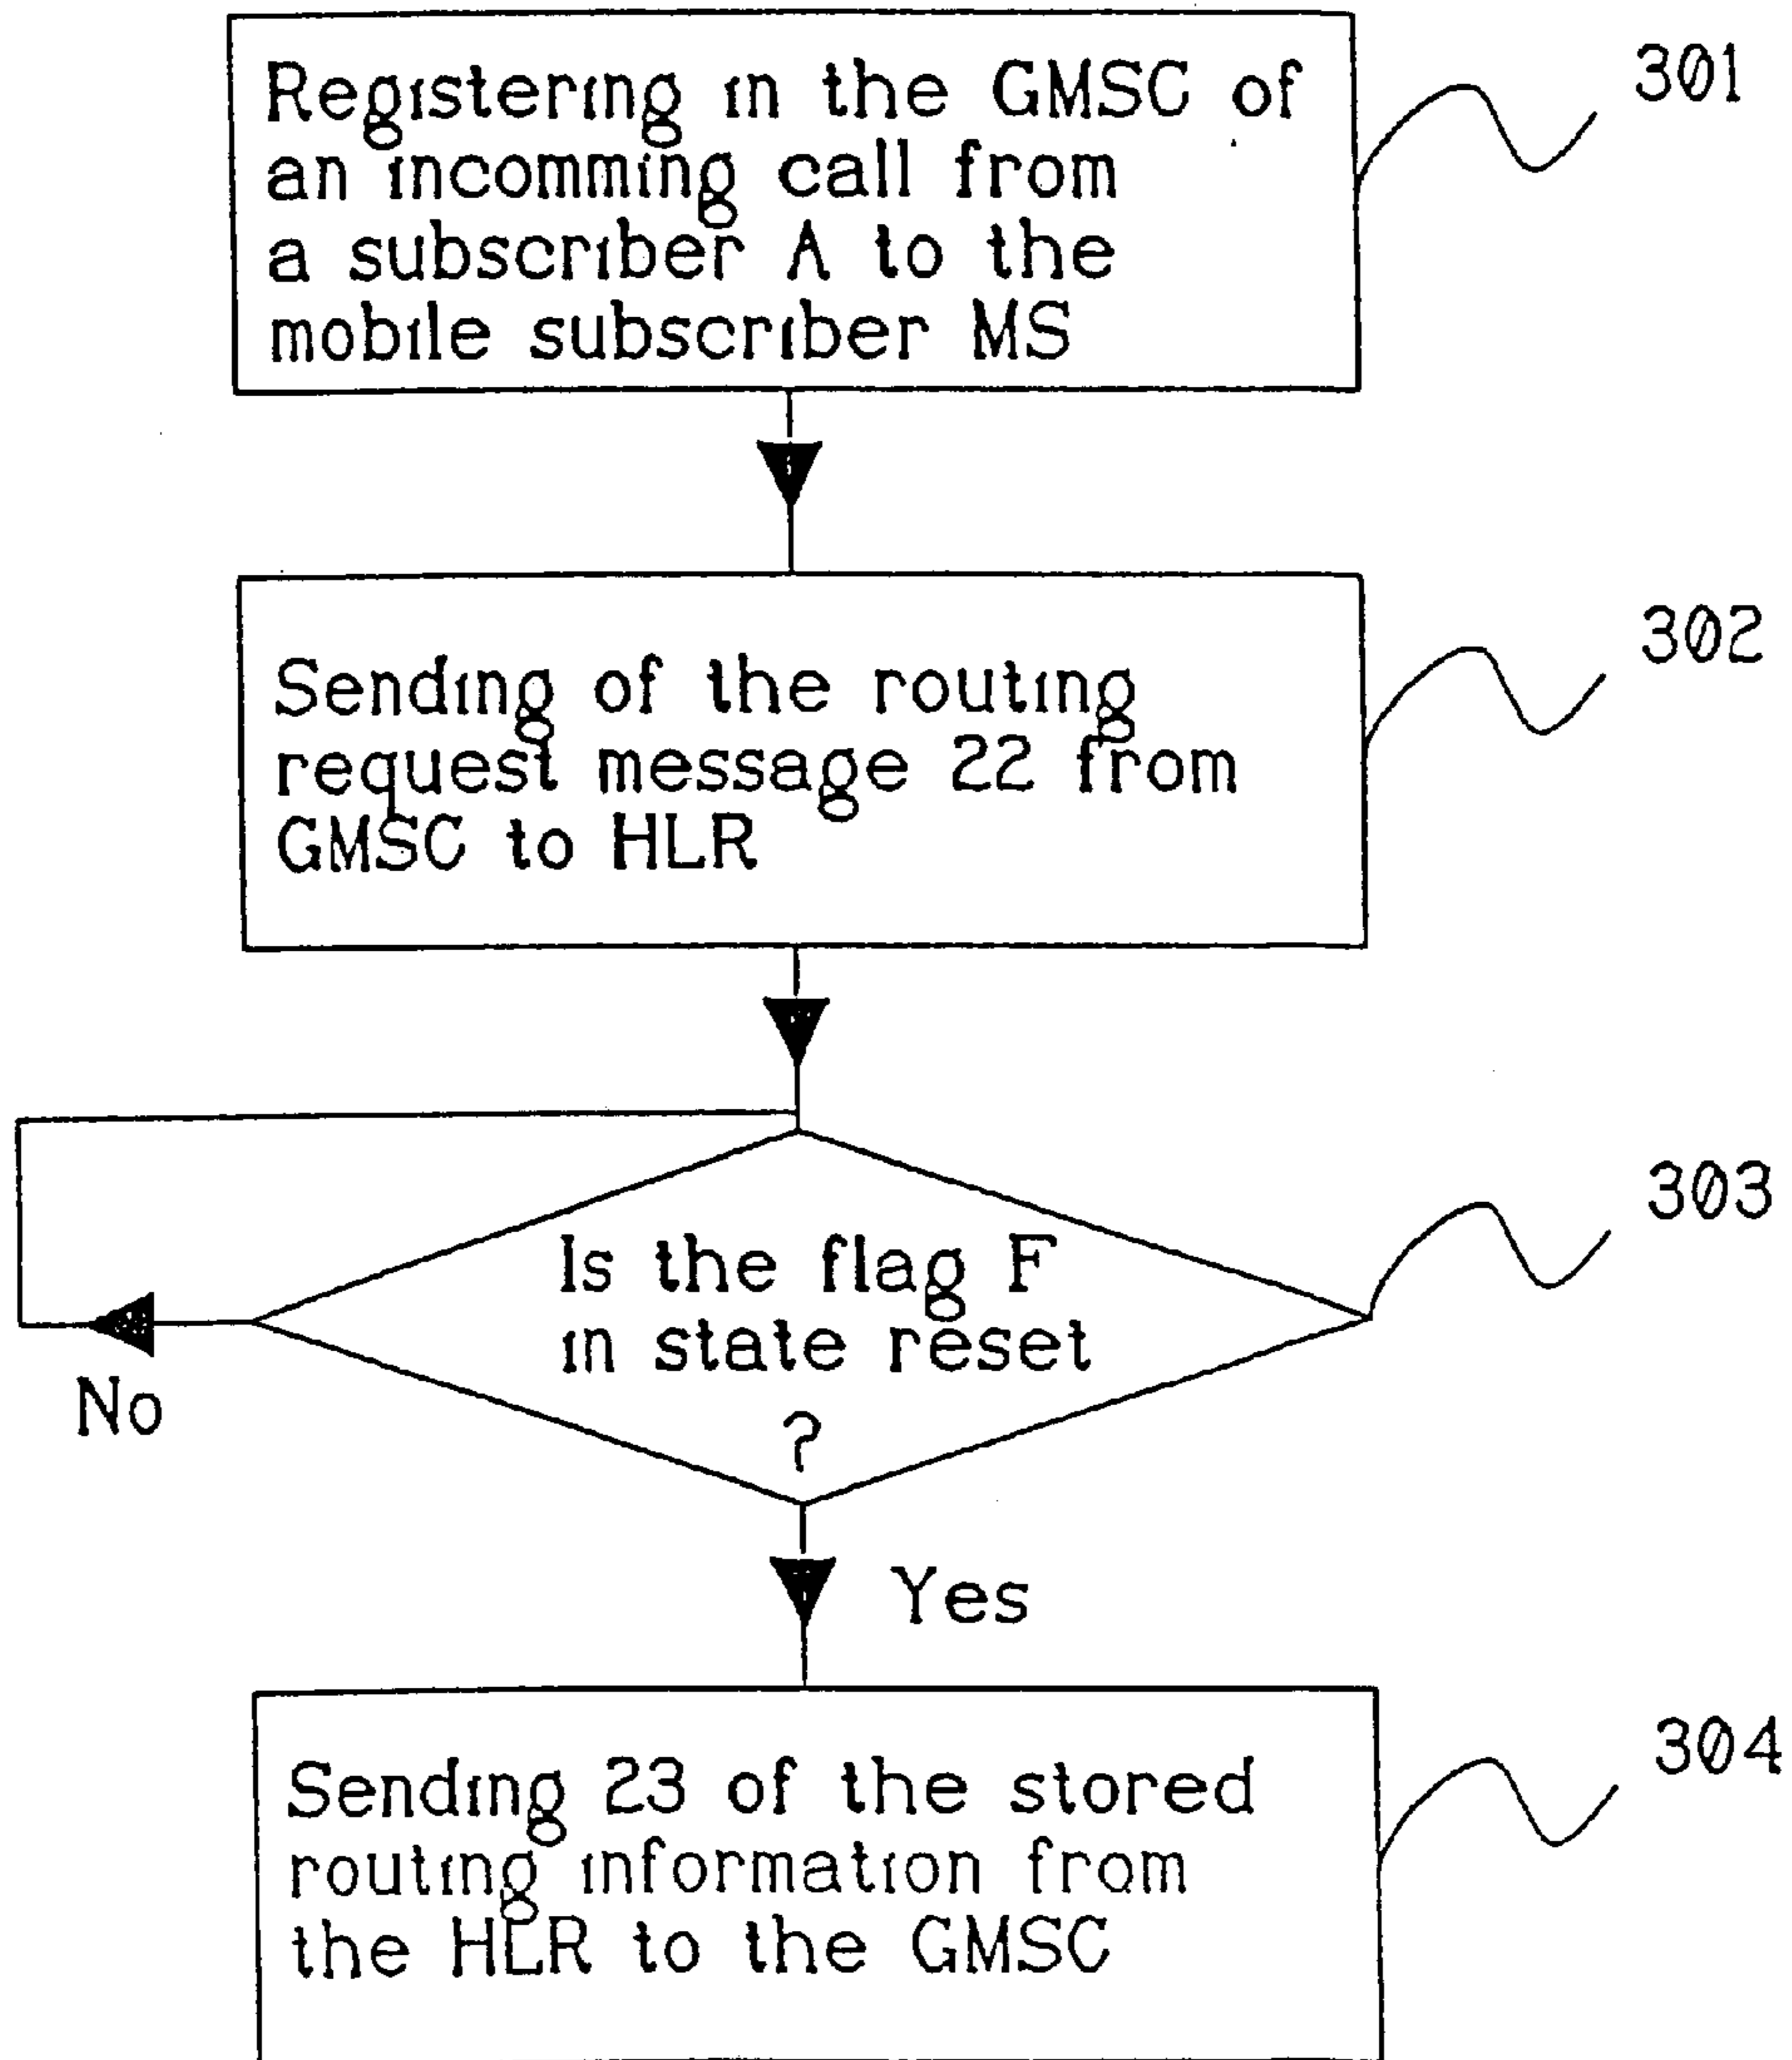 Registering in the GMSC of
an incomming call from
a subscriber A to the
mobile subscriber MS
301
Sending of the routing
request message 22 from
GMSC to HLR
302
Is the flag F
in state reset
?
303
No
Yes
Sending 23 of the stored
routing information from
the HLR to the GMSC
304